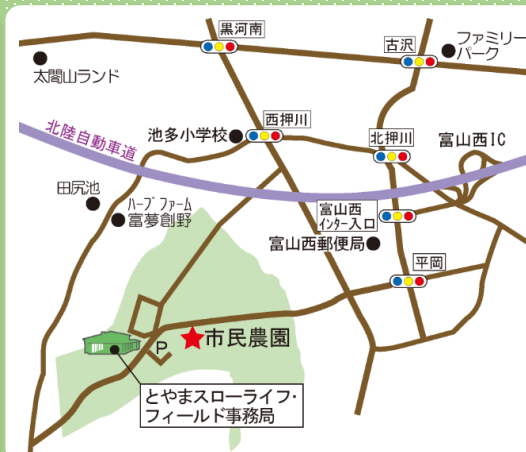 黒河南
古沢
ファミリー
パーク
太閤山ランド
北陸自動車道
池多小学校
西押川
北押川
富山西IC
田尻池
ハーブファーム
富夢創野
富山西
インター入口
富山西郵便局
平岡
市民農園
P
とやまスローライフ・
フィールド事務局